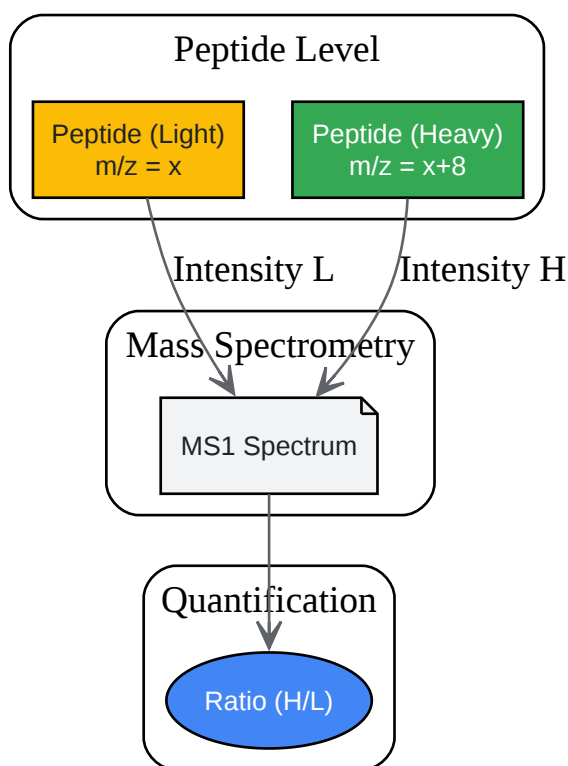 Peptide Level
Peptide (Light)
m/z = x
Peptide (Heavy)
m/z = x+8
Intensity L
Intensity H
Mass Spectrometry
MS1 Spectrum
Quantification
Ratio (H/L)